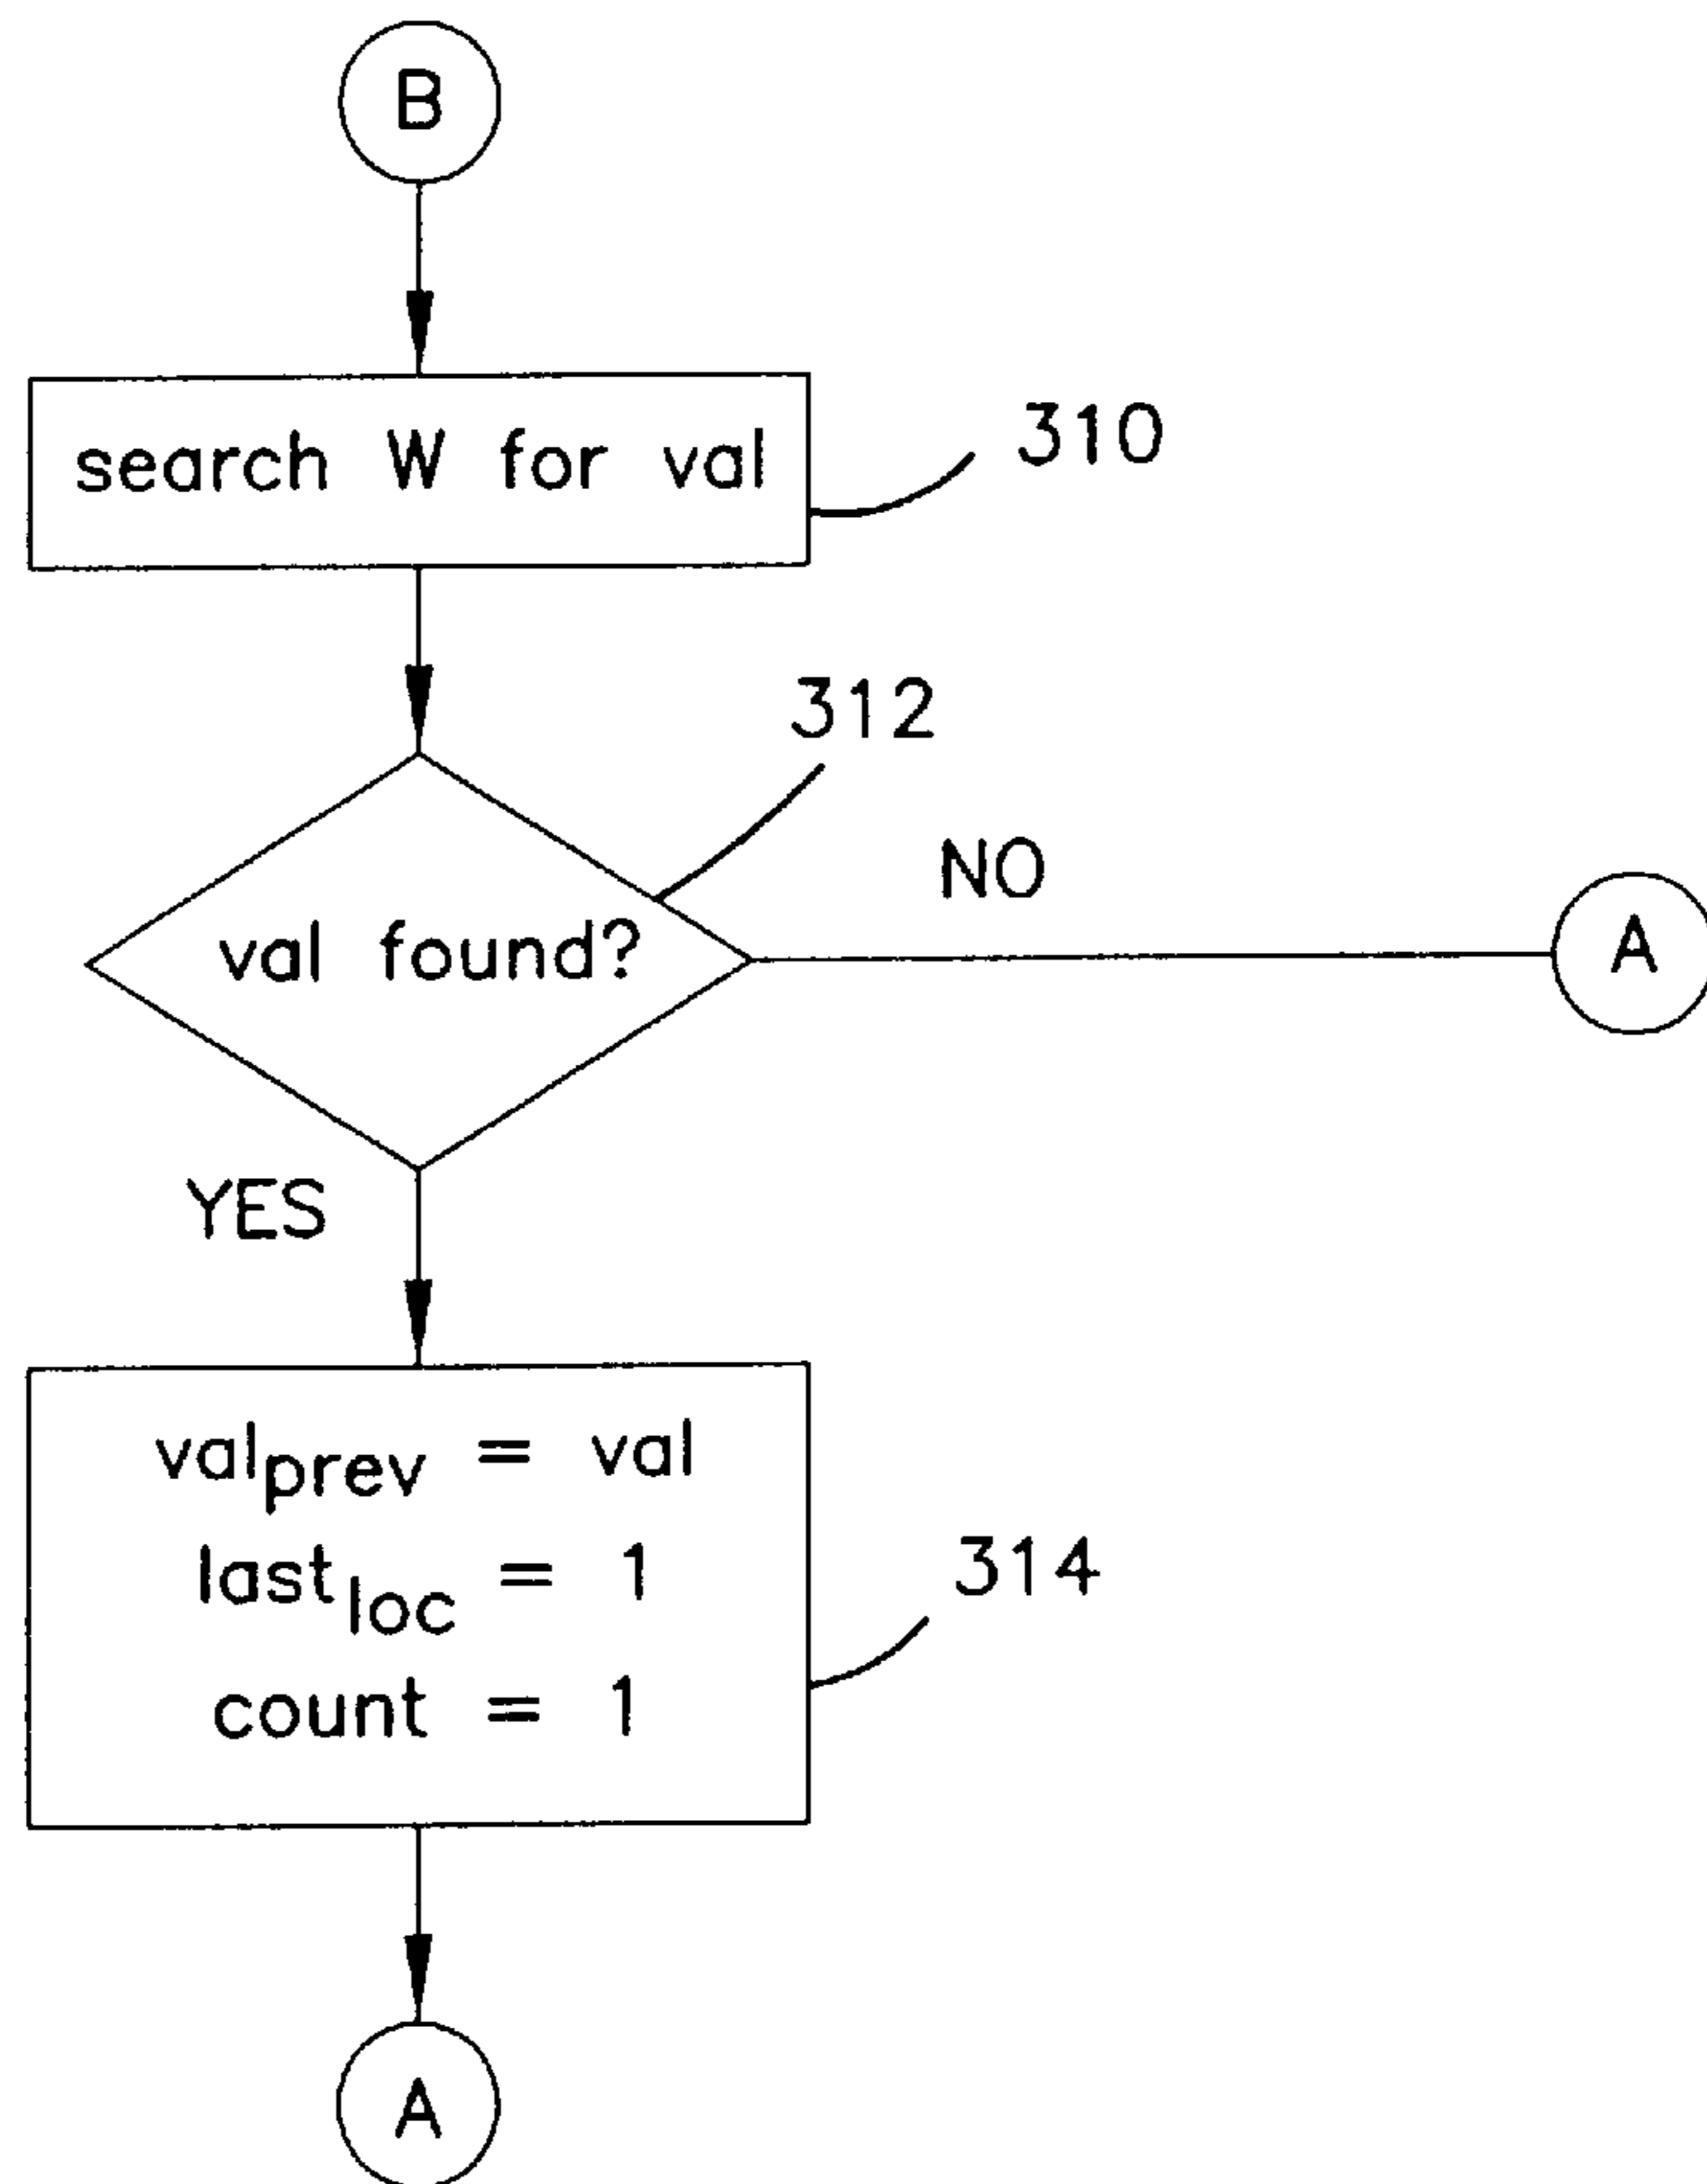 B
search W for val
310
312
NO
val found?
A
YES
valprev = val
lastloc = 1
314
count = 1
A